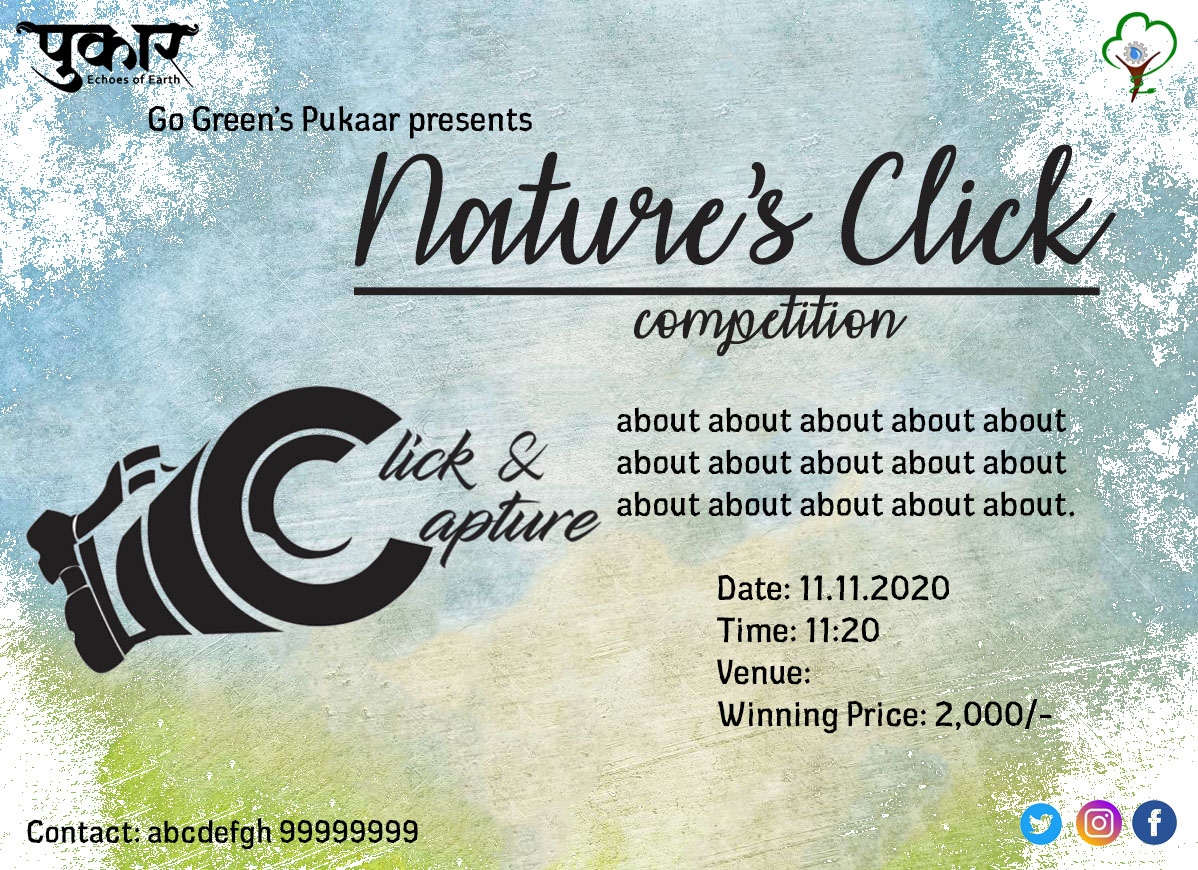 पुकार
Echoes of Earth
Go Green's Pukaar presents
Nature's Click
competition
Click &
Capture
about about about about about
about about about about about
about about about about about.
Date: 11.11.2020
Time: 11:20
Venue:
Winning Price: 2,000/-
Contact: abcdefgh 99999999